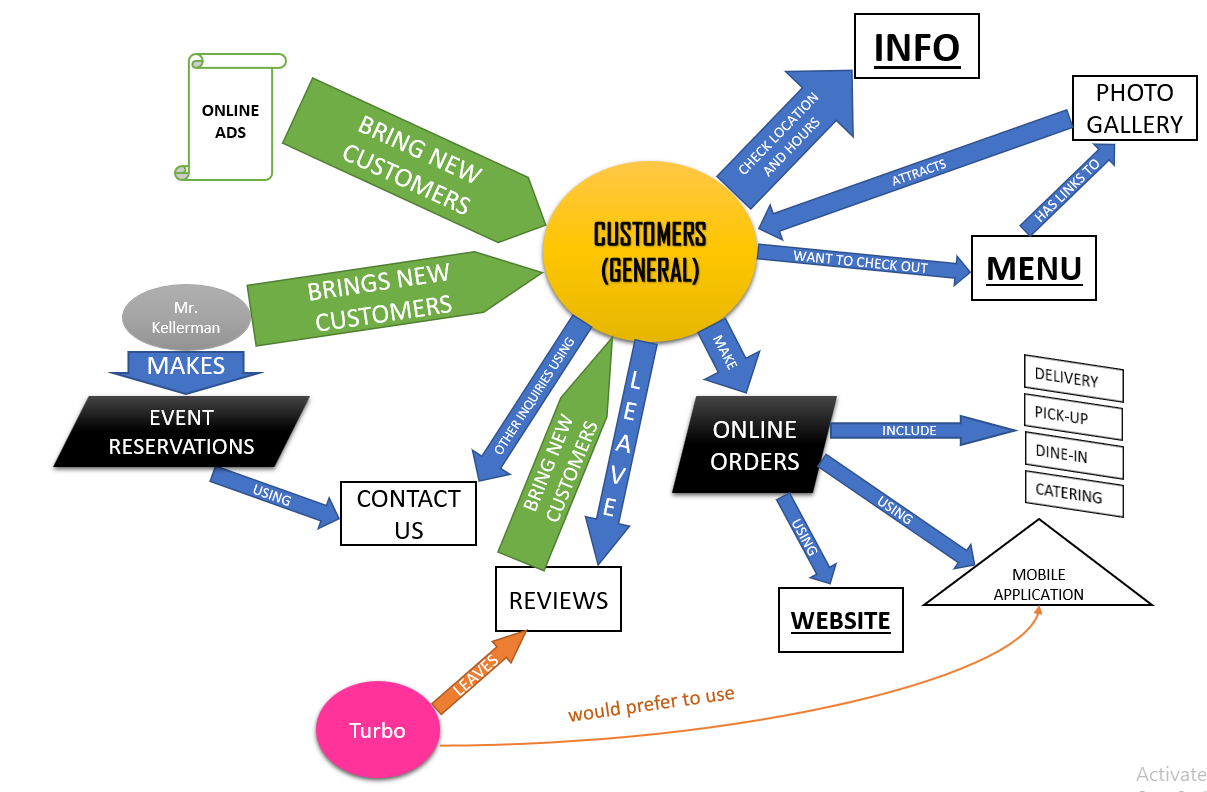 INFO
PHOTO
GALLERY
ONLINE
ADS
BRING NEW
CUSTOMERS
CHECK LOCATION
AND HOURS
ATTRACTS
HAS LINKS TO
CUSTOMERS
(GENERAL)
WANT TO CHECK OUT
MENU
BRINGS NEW
CUSTOMERS
Mr.
Kellerman
MAKES
EVENT
RESERVATIONS
USING
CONTACT
US
OTHER INQUIRIES USING
BRING NEW
CUSTOMERS
LEAVE
MAKE
ONLINE
ORDERS
INCLUDE
DELIVERY
PICK-UP
DINE-IN
CATERING
USING
USING
MOBILE
APPLICATION
WEBSITE
REVIEWS
LEAVES
Turbo
would prefer to use
Activate